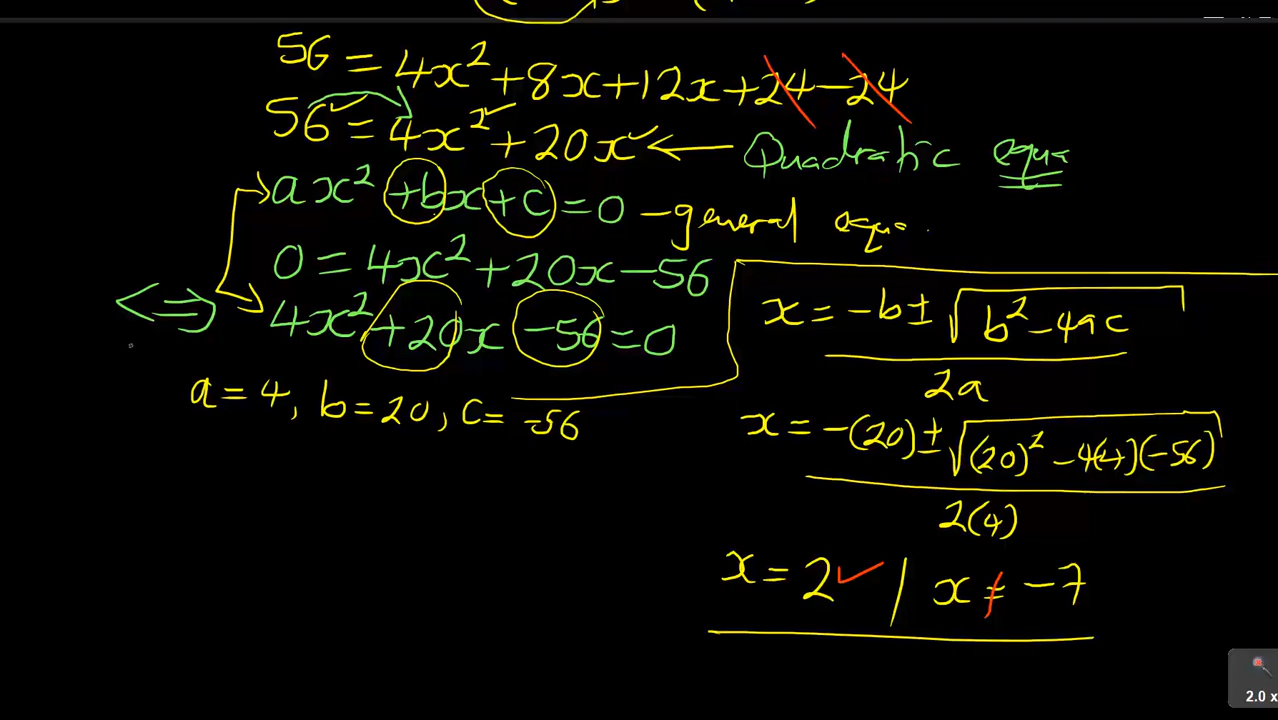 56 = 4x² + 8x + 12x + 24 - 24
56 = 4x² + 20x ← Quadratic equa
ax² + bx + c = 0 - general equa.
0 = 4x² + 20x - 56
⇔ 4x² + 20x - 56 = 0
a = 4, b = 20, c = -56
x = -b ± √b² - 4ac
2a
x = -(20) ± √(20)² - 4(4)(-56)
2(4)
x = 2 ✓ / x ≠ -7
2.0 x